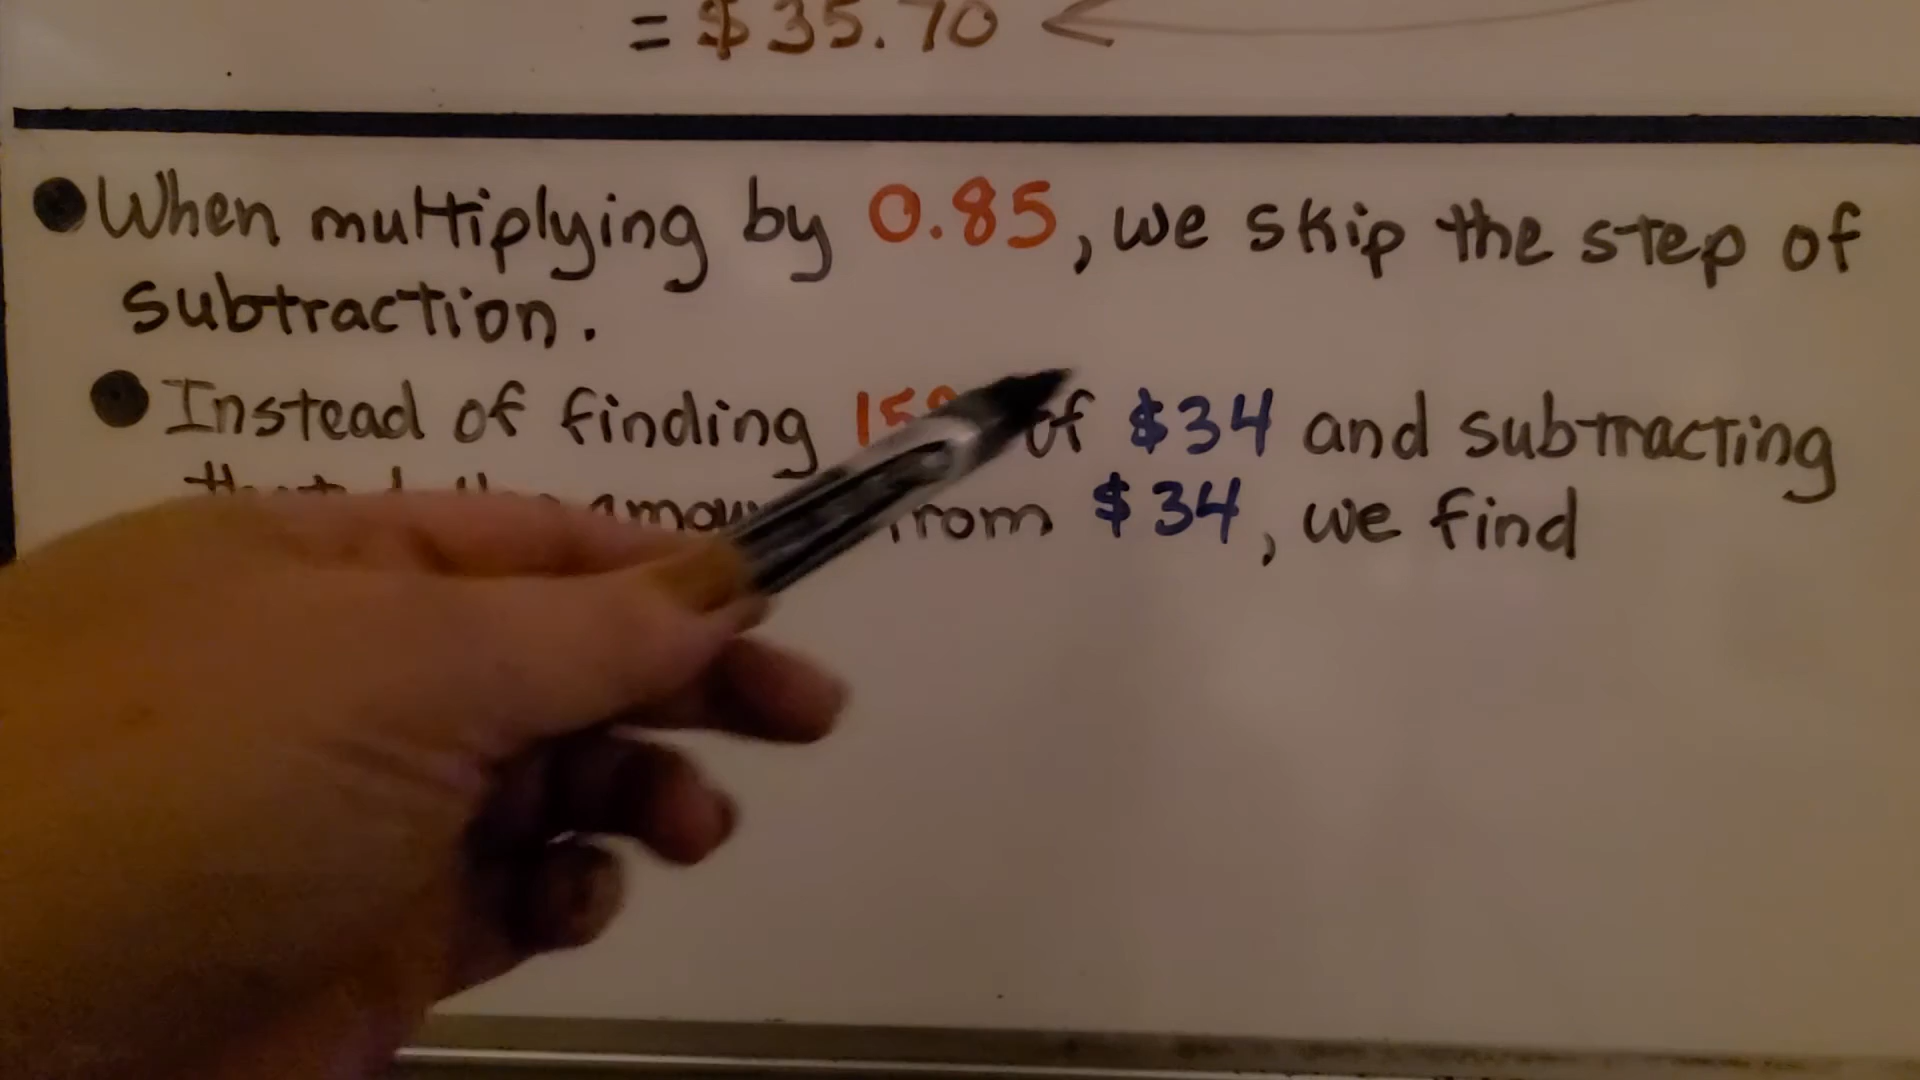 = $35.70
When multiplying by 0.85, we skip the step of
subtraction.
Instead of finding of $34 and subtracting
from $34, we find